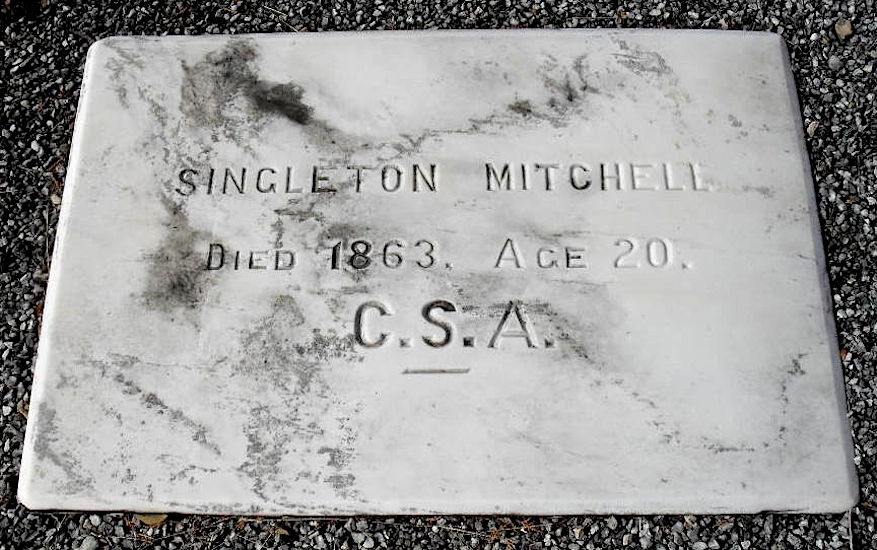 SINGLETON MITCHELL
DIED 1863. AGE 20.
C.S.A.